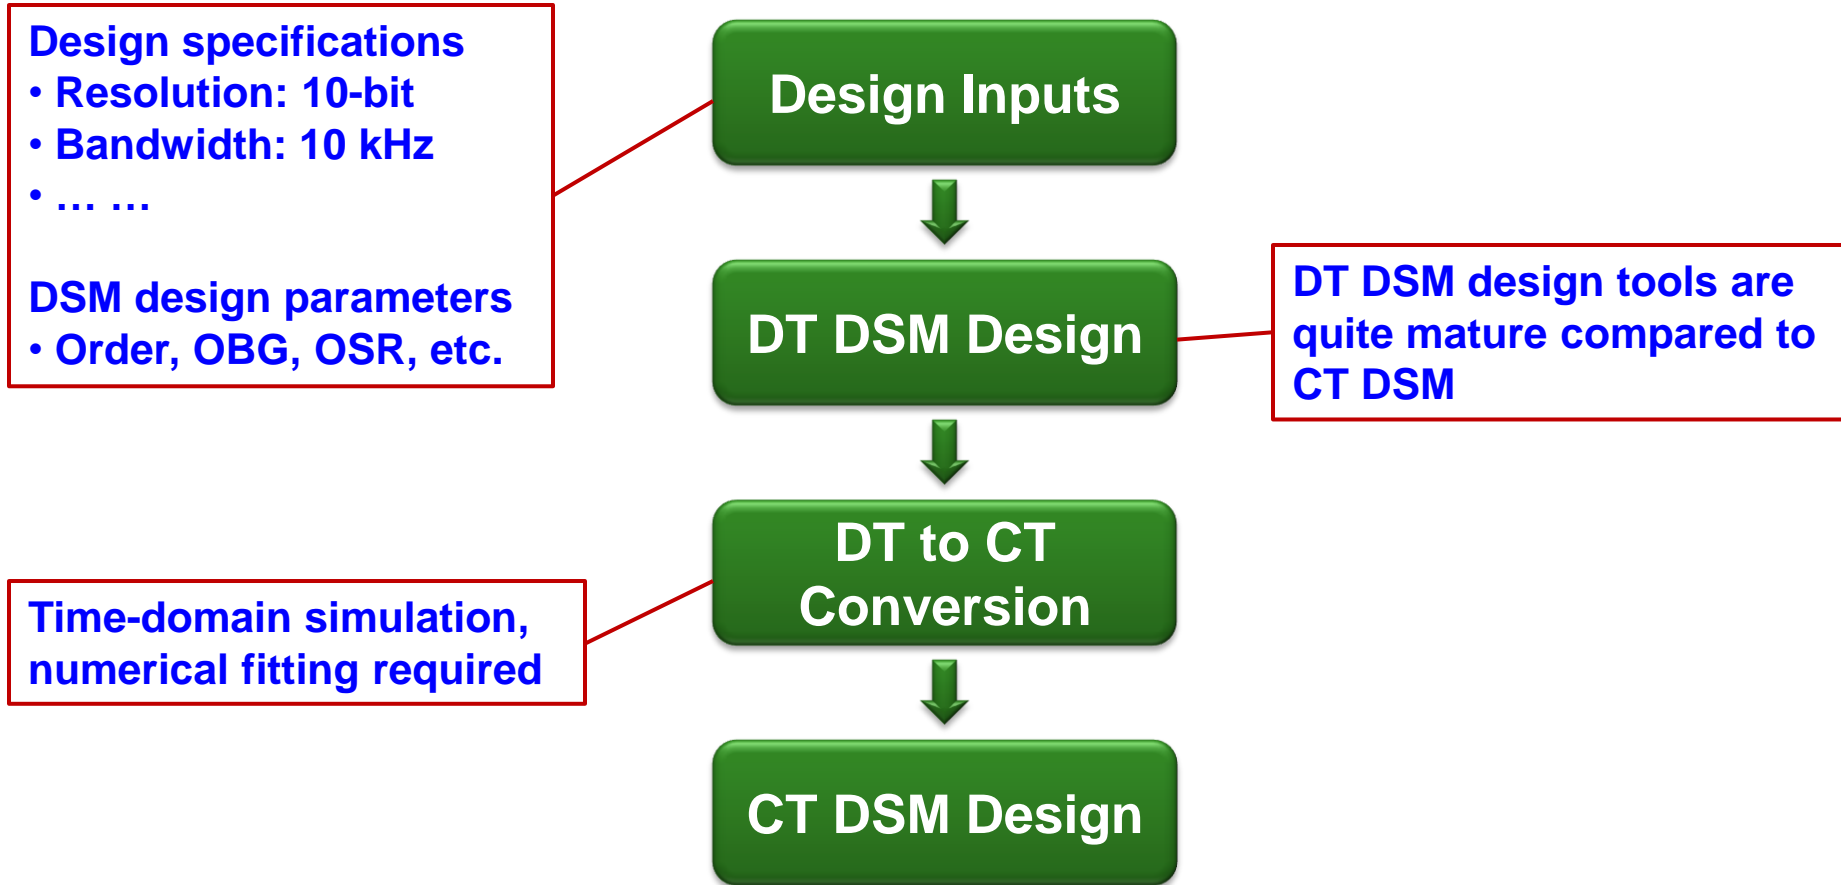 Design specifications
• Resolution: 10-bit
• Bandwidth: 10 kHz
• … …
DSM design parameters
• Order, OBG, OSR, etc.
Design Inputs
DT DSM Design
DT DSM design tools are
quite mature compared to
CT DSM
DT to CT
Conversion
Time-domain simulation,
numerical fitting required
CT DSM Design